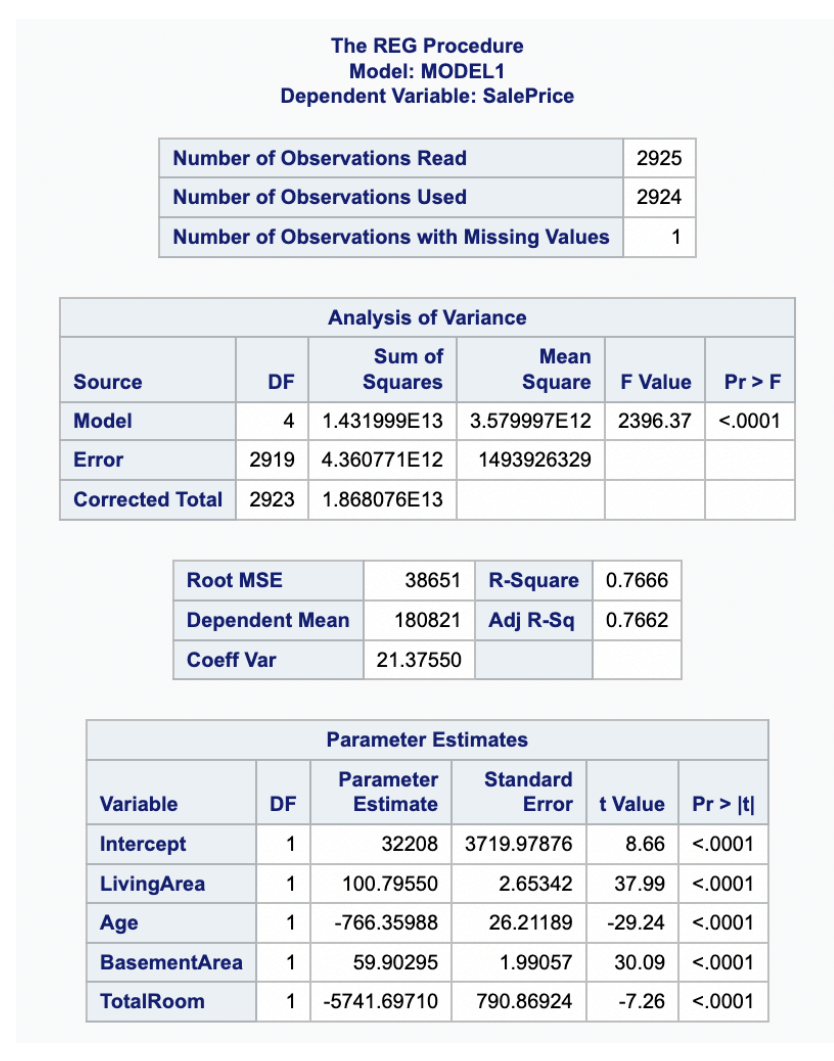 The REG Procedure
Model: MODEL1
Dependent Variable: SalePrice
Number of Observations Read 2925
Number of Observations Used 2924
Number of Observations with Missing Values 1
Analysis of Variance
Source DF Sum of Squares Mean Square F Value Pr > F
Model 4 1.431999E13 3.579997E12 2396.37 <.0001
Error 2919 4.360771E12 1493926329
Corrected Total 2923 1.868076E13
Root MSE 38651 R-Square 0.7666
Dependent Mean 180821 Adj R-Sq 0.7662
Coeff Var 21.37550
Parameter Estimates
Variable DF Parameter Estimate Standard Error t Value Pr > |t|
Intercept 1 32208 3719.97876 8.66 <.0001
LivingArea 1 100.79550 2.65342 37.99 <.0001
Age 1 -766.35988 26.21189 -29.24 <.0001
BasementArea 1 59.90295 1.99057 30.09 <.0001
TotalRoom 1 -5741.69710 790.86924 -7.26 <.0001